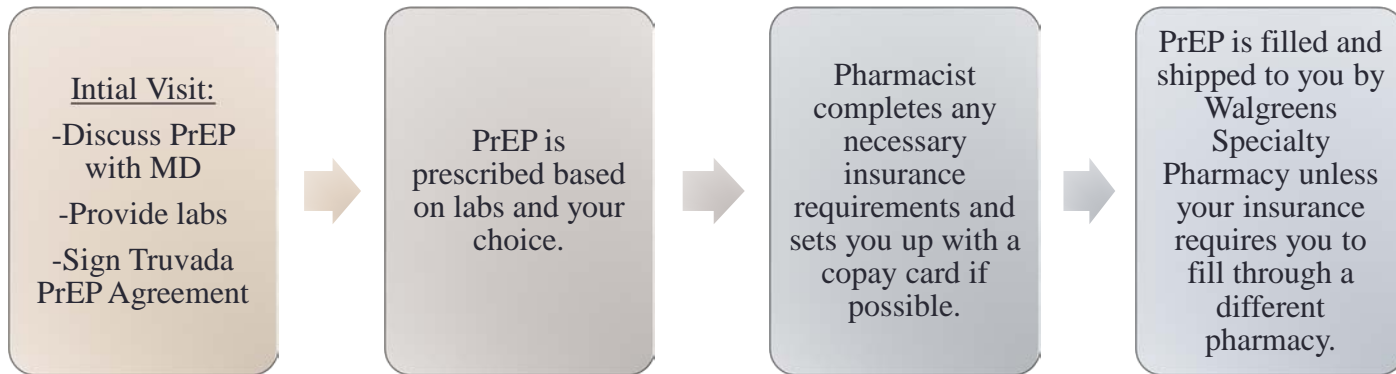 Intial Visit:
-Discuss PrEP
with MD
-Provide labs
-Sign Truvada
PrEP Agreement
PrEP is
prescribed based
on labs and your
choice.
Pharmacist
completes any
necessary
insurance
requirements and
sets you up with a
copay card if
possible.
PrEP is filled and
shipped to you by
Walgreens
Specialty
Pharmacy unless
your insurance
requires you to
fill through a
different
pharmacy.